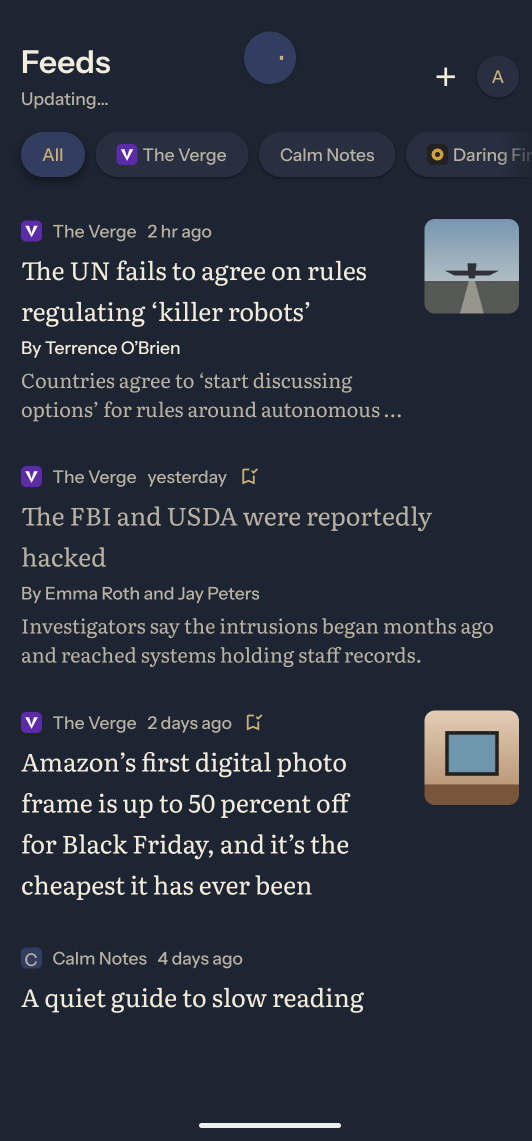 Feeds
Updating...
A
All
V The Verge
Calm Notes
Daring Fir
V The Verge 2 hr ago
The UN fails to agree on rules
regulating ‘killer robots’
By Terrence O’Brien
Countries agree to ‘start discussing
options’ for rules around autonomous ...
V The Verge yesterday
The FBI and USDA were reportedly
hacked
By Emma Roth and Jay Peters
Investigators say the intrusions began months ago
and reached systems holding staff records.
V The Verge 2 days ago
Amazon’s first digital photo
frame is up to 50 percent off
for Black Friday, and it’s the
cheapest it has ever been
C Calm Notes 4 days ago
A quiet guide to slow reading